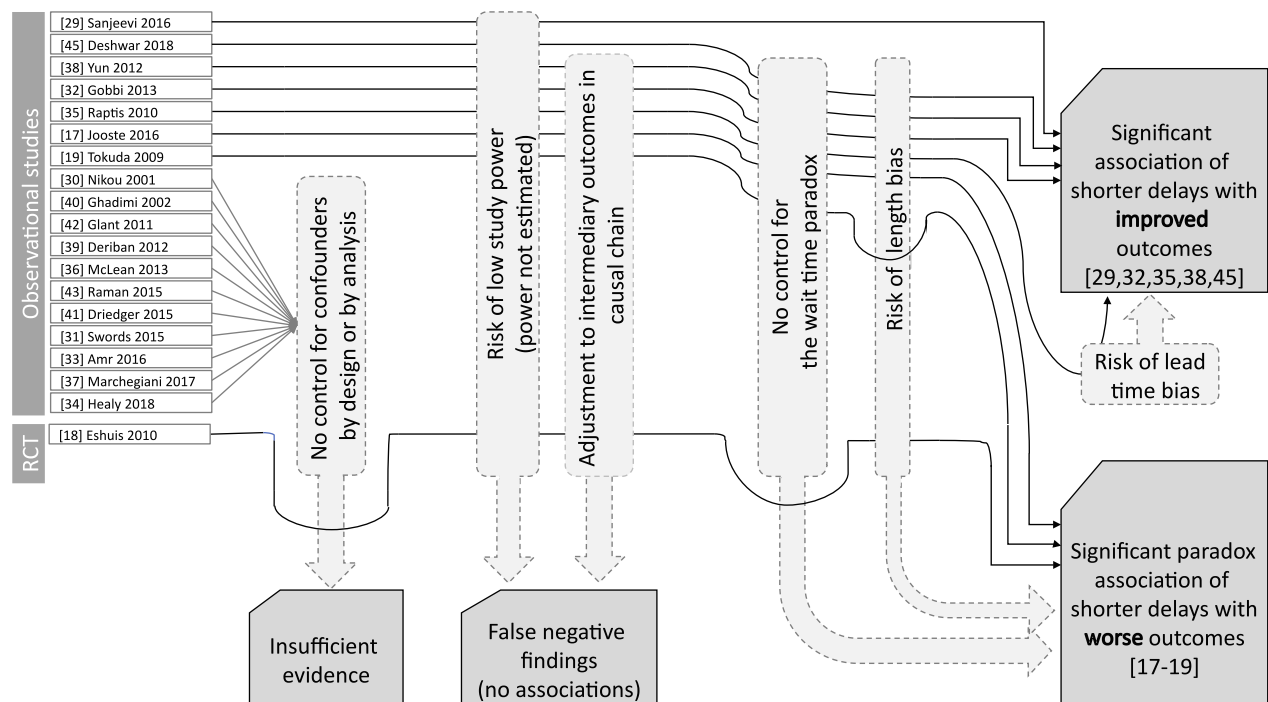 Observational studies
[29] Sanjeevi 2016
[45] Deshwar 2018
[38] Yun 2012
[32] Gobbi 2013
[35] Raptis 2010
[17] Jooste 2016
[19] Tokuda 2009
[30] Nikou 2001
[40] Ghadimi 2002
[42] Glant 2011
[39] Deriban 2012
[36] McLean 2013
[43] Raman 2015
[41] Driedger 2015
[31] Swords 2015
[33] Amr 2016
[37] Marchegiani 2017
[34] Healy 2018
RCT
[18] Eshuis 2010
No control for confounders
by design or by analysis
Risk of low study power
(power not estimated)
Adjustment to intermediary outcomes in
causal chain
No control for
the wait time paradox
Risk of length bias
Significant
association of
shorter delays with
improved
outcomes
[29,32,35,38,45]
Risk of lead
time bias
Significant paradox
association of
shorter delays with
worse outcomes
[17-19]
Insufficient
evidence
False negative
findings
(no associations)